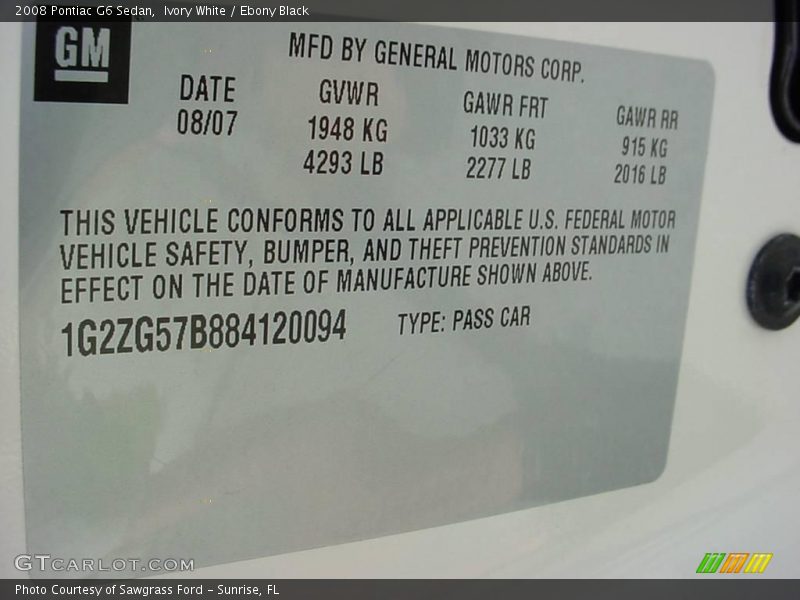 2008 Pontiac G6 Sedan, Ivory White / Ebony Black
GM
MFD BY GENERAL MOTORS CORP.
DATE GVWR GAWR FRT GAWR RR
08/07 1948 KG 1033 KG 915 KG
4293 LB 2277 LB 2016 LB
THIS VEHICLE CONFORMS TO ALL APPLICABLE U.S. FEDERAL MOTOR
VEHICLE SAFETY, BUMPER, AND THEFT PREVENTION STANDARDS IN
EFFECT ON THE DATE OF MANUFACTURE SHOWN ABOVE.
1G2ZG57B884120094 TYPE: PASS CAR
GTCARLOT.COM
Photo Courtesy of Sawgrass Ford - Sunrise, FL